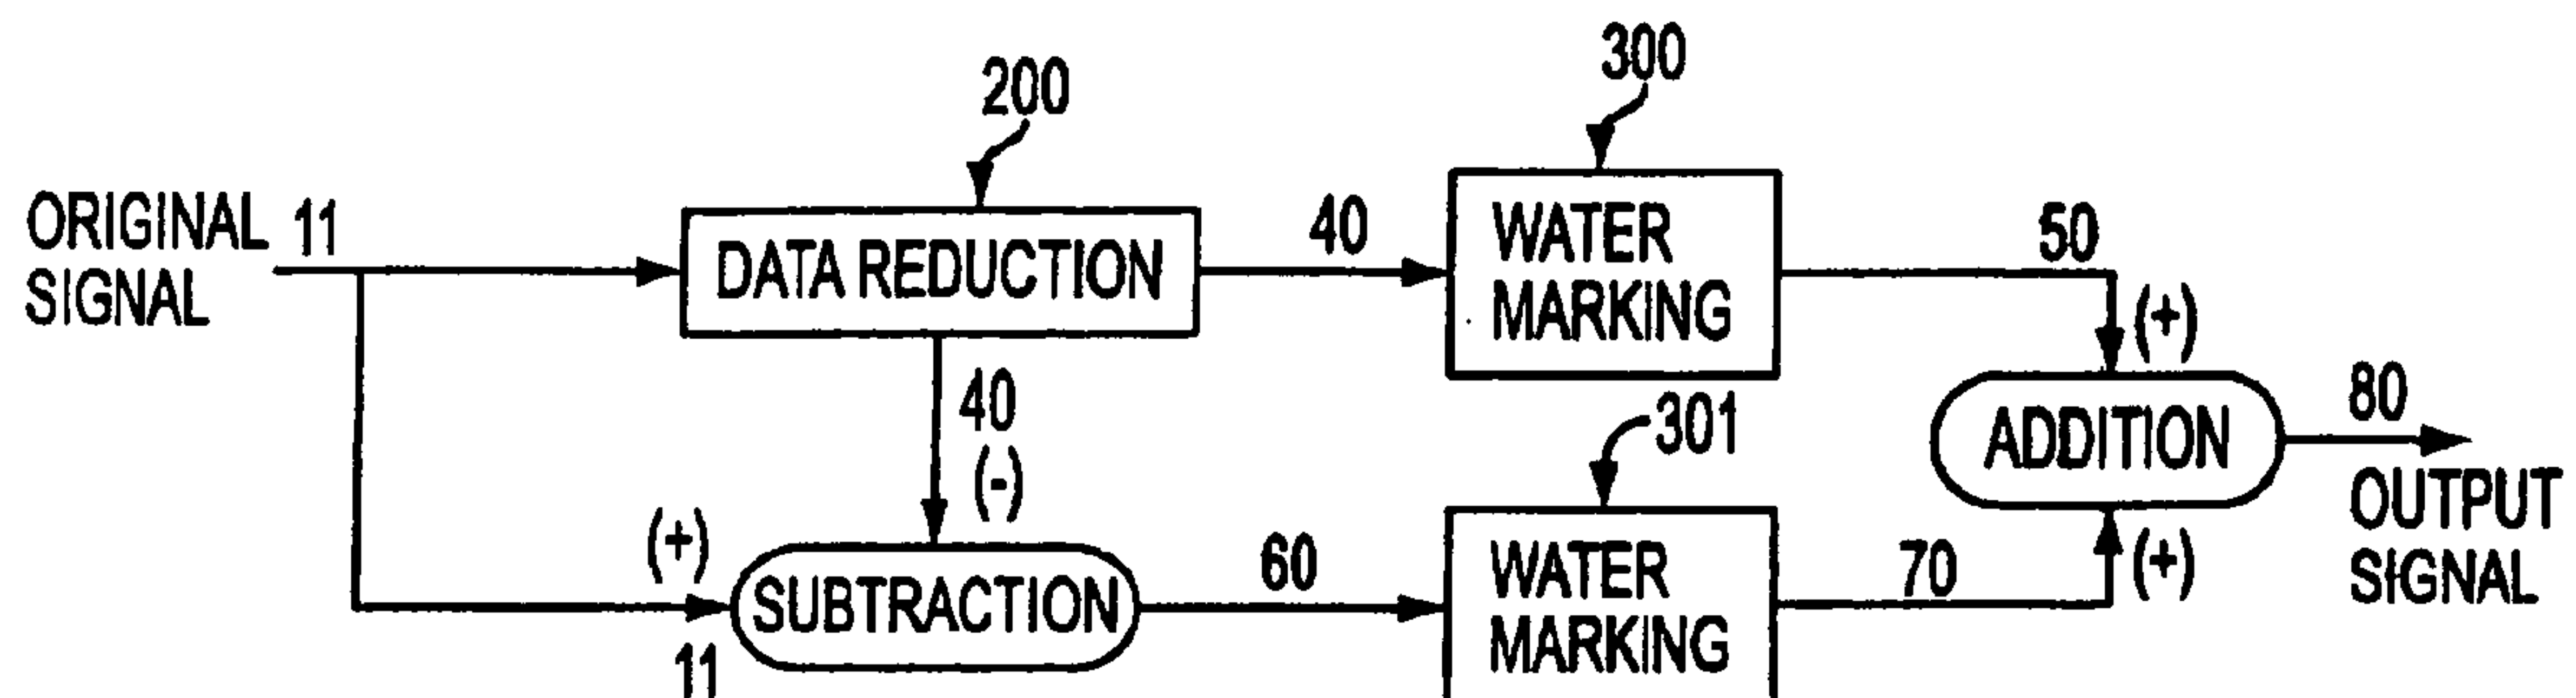 300
200
ORIGINAL
SIGNAL
11
DATA REDUCTION
40
WATER
MARKING
50
(+)
40
(-)
301
ADDITION
80
OUTPUT
SIGNAL
(+)
11
SUBTRACTION
60
WATER
MARKING
70
(+)